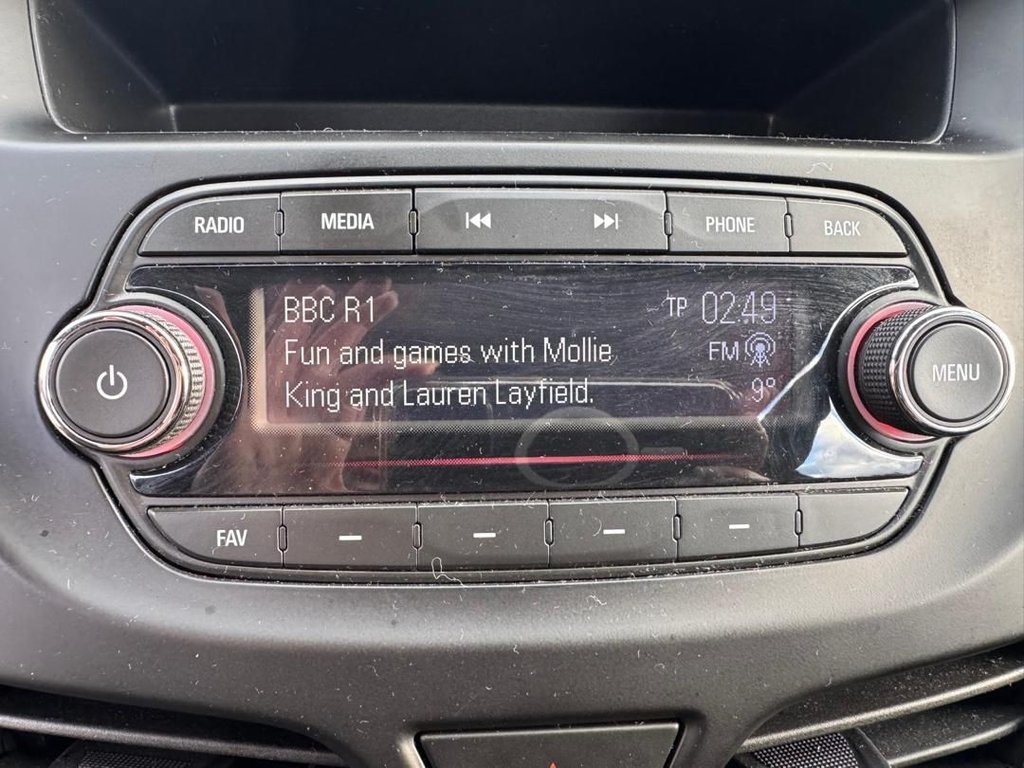 RADIO MEDIA PHONE BACK
BBC R1 TP 02:49
Fun and games with Mollie FM
King and Lauren Layfield. 9°
MENU
FAV